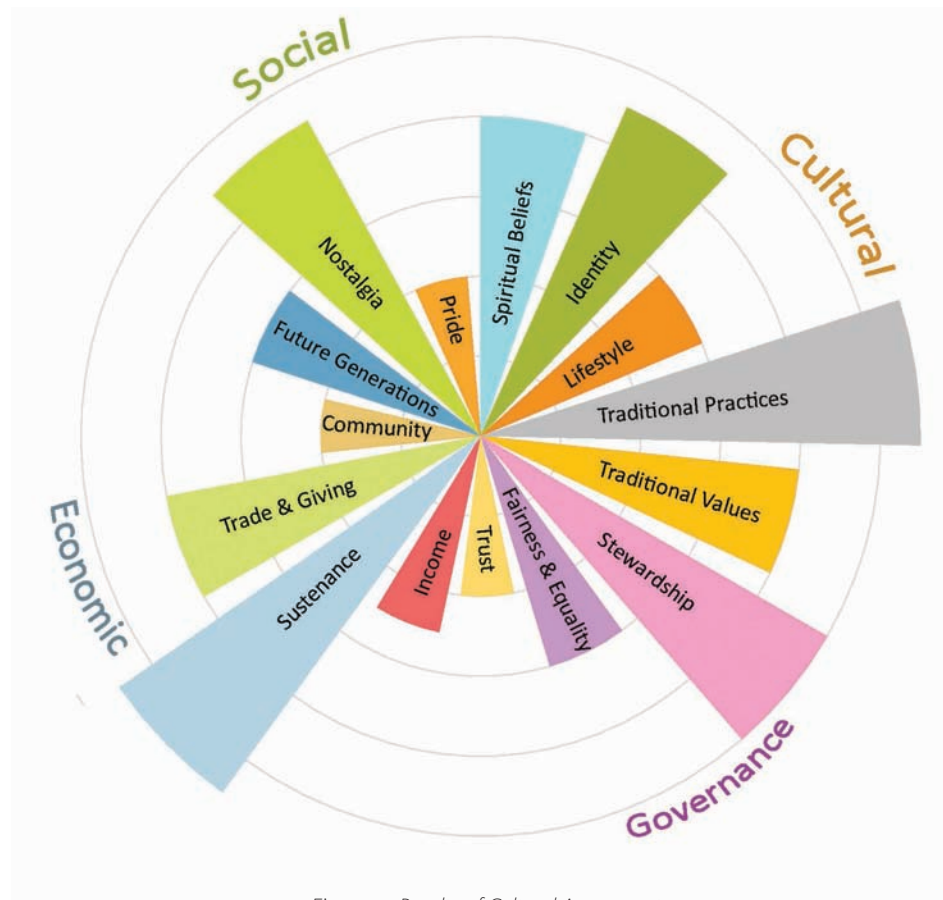 Social
Cultural
Economic
Governance
Spiritual Beliefs
Identity
Lifestyle
Traditional Practices
Traditional Values
Stewardship
Fairness & Equality
Trust
Income
Sustenance
Trade & Giving
Community
Future Generations
Nostalgia
Pride